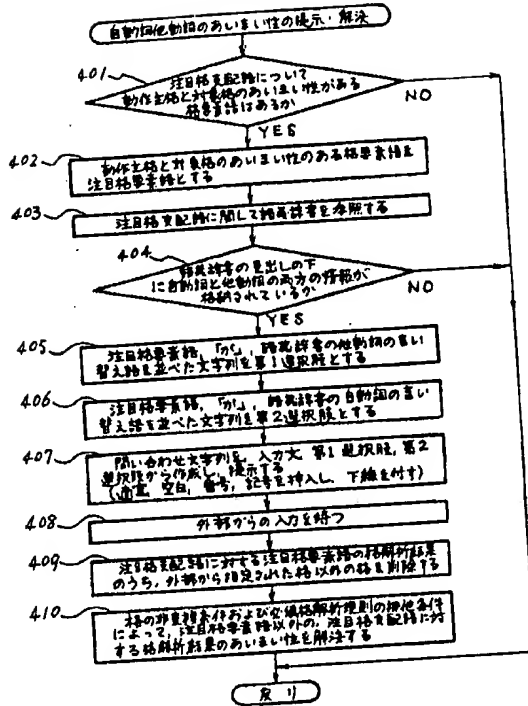 自動詞他動詞のあいまい性の提示・解決
401
注目格支配語について
動作主格と対象格のあいまい性がある
格要素語はあるか
NO
YES
402
動作主格と対象格のあいまい性のある格要素語を
注目格要素語とする
403
注目格支配語に関して語彙辞書を参照する
404
語彙辞書の見出しの下
に自動詞と他動詞の両方の情報が
格納されているか
NO
YES
405
注目格要素語,「が」,語彙辞書の他動詞の言い
替え語を並べた文字列を第1選択肢とする
406
注目格要素語,「が」,語彙辞書の自動詞の言い
替え語を並べた文字列を第2選択肢とする
407
問い合わせ文字列を,入力文,第1選択肢,第2
選択肢から作成し,提示する
(適宜,空白,番号,記号を挿入し,下線を付す)
408
外部からの入力を待つ
409
注目格支配語に対する注目格要素語の格解析結果
のうち,外部から指定された格以外の格を削除する
410
格の非重複条件および必須格解析規則の排他条件
によって,注目格要素語以外の,注目格支配語に対
する格解析結果のあいまい性を解決する
戻り